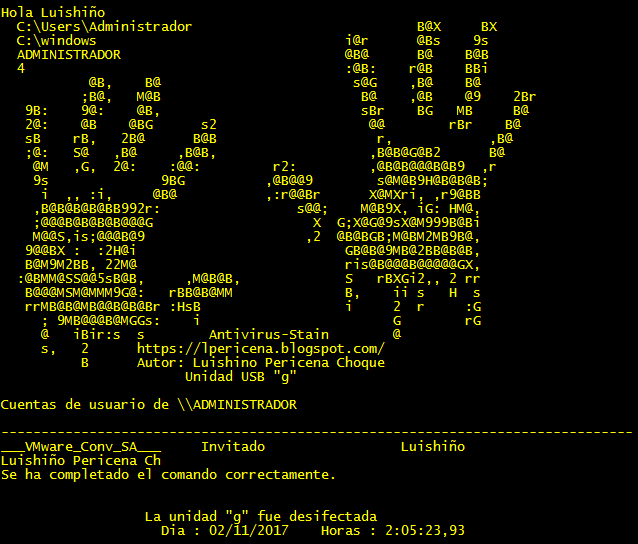 Hola Luishiño
C:\Users\Administrador
C:\windows
ADMINISTRADOR
4
Antivirus-Stain
https://lpericena.blogspot.com/
Autor: Luishino Pericena Choque
Unidad USB "g"
Cuentas de usuario de \\ADMINISTRADOR
-------------------------------------------------------------------------------
___VMware_Conv_SA___ Invitado Luishiño
Luishiño Pericena Ch
Se ha completado el comando correctamente.
La unidad "g" fue desifectada
Dia : 02/11/2017 Horas : 2:05:23,93